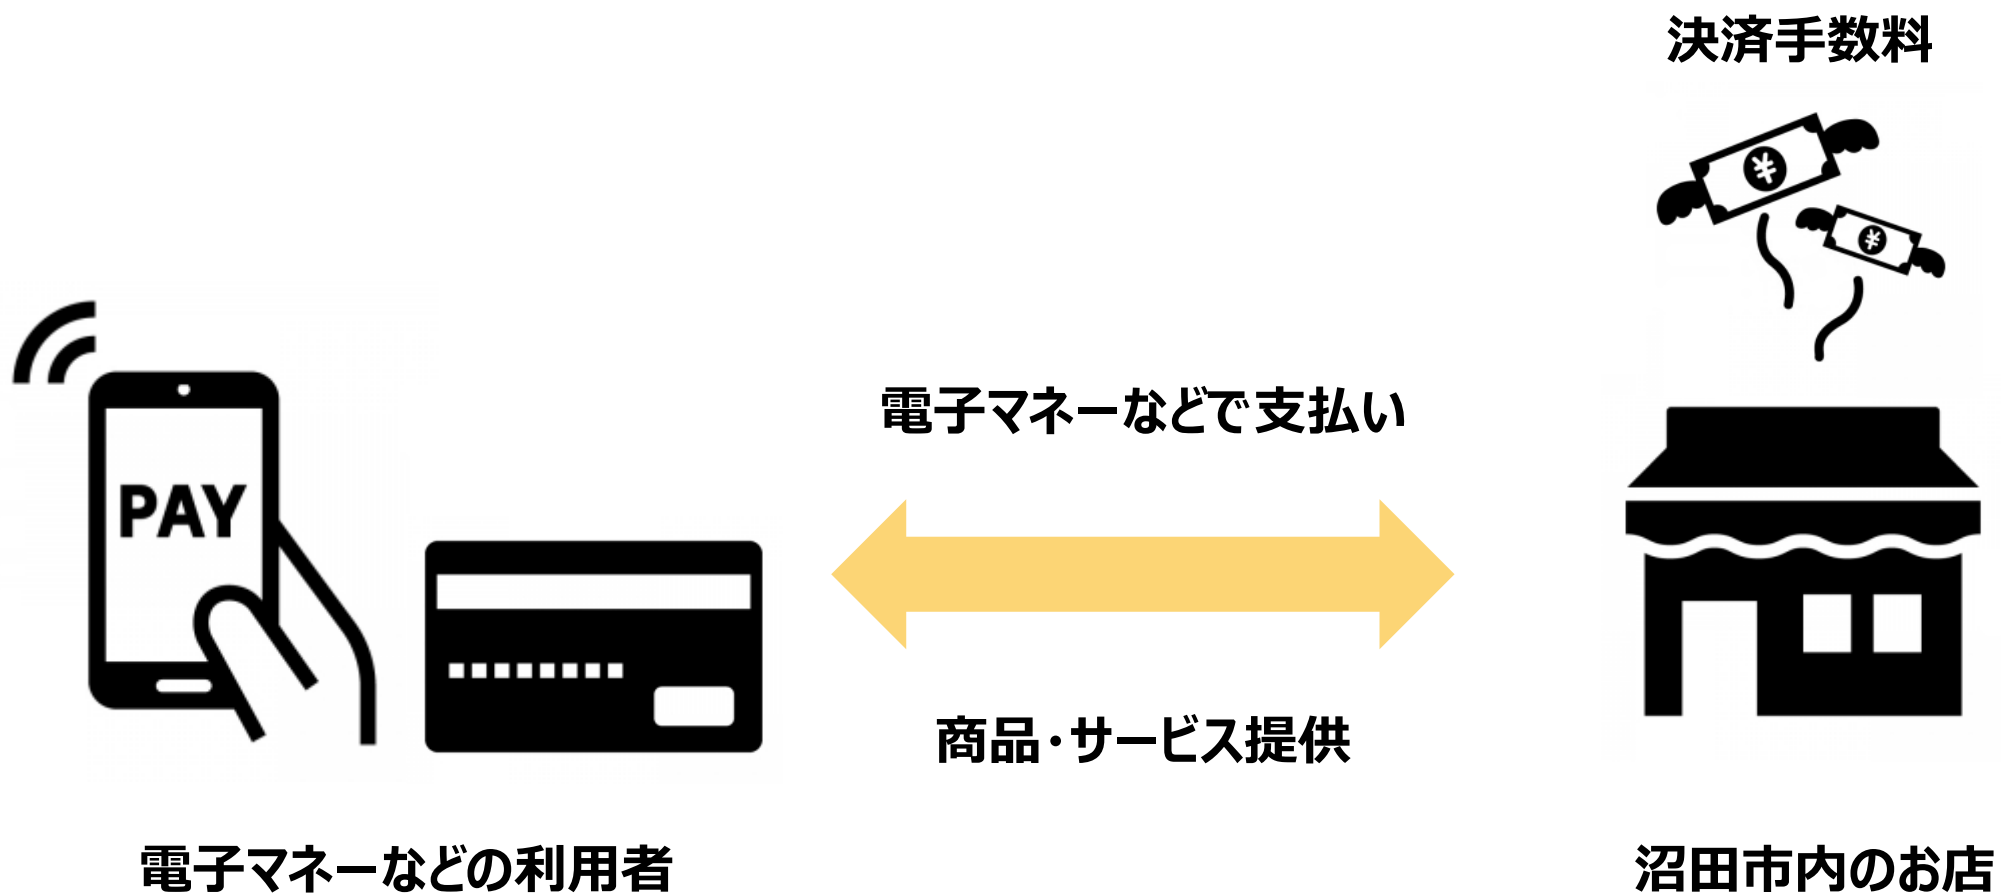 決済手数料
¥
¥
電子マネーなどで支払い
PAY
商品・サービス提供
電子マネーなどの利用者
沼田市内のお店